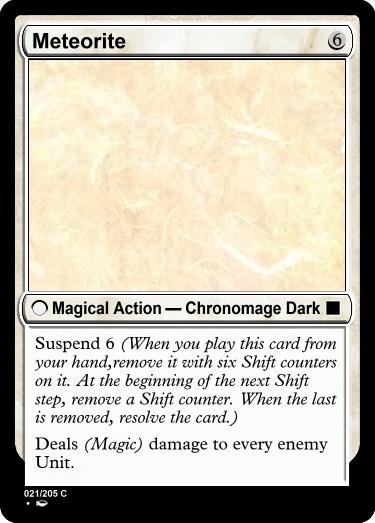 Meteorite 6
Magical Action — Chronomage Dark
Suspend 6 (When you play this card from
your hand,remove it with six Shift counters
on it. At the beginning of the next Shift
step, remove a Shift counter. When the last
is removed, resolve the card.)
Deals (Magic) damage to every enemy
Unit.
021/205 C